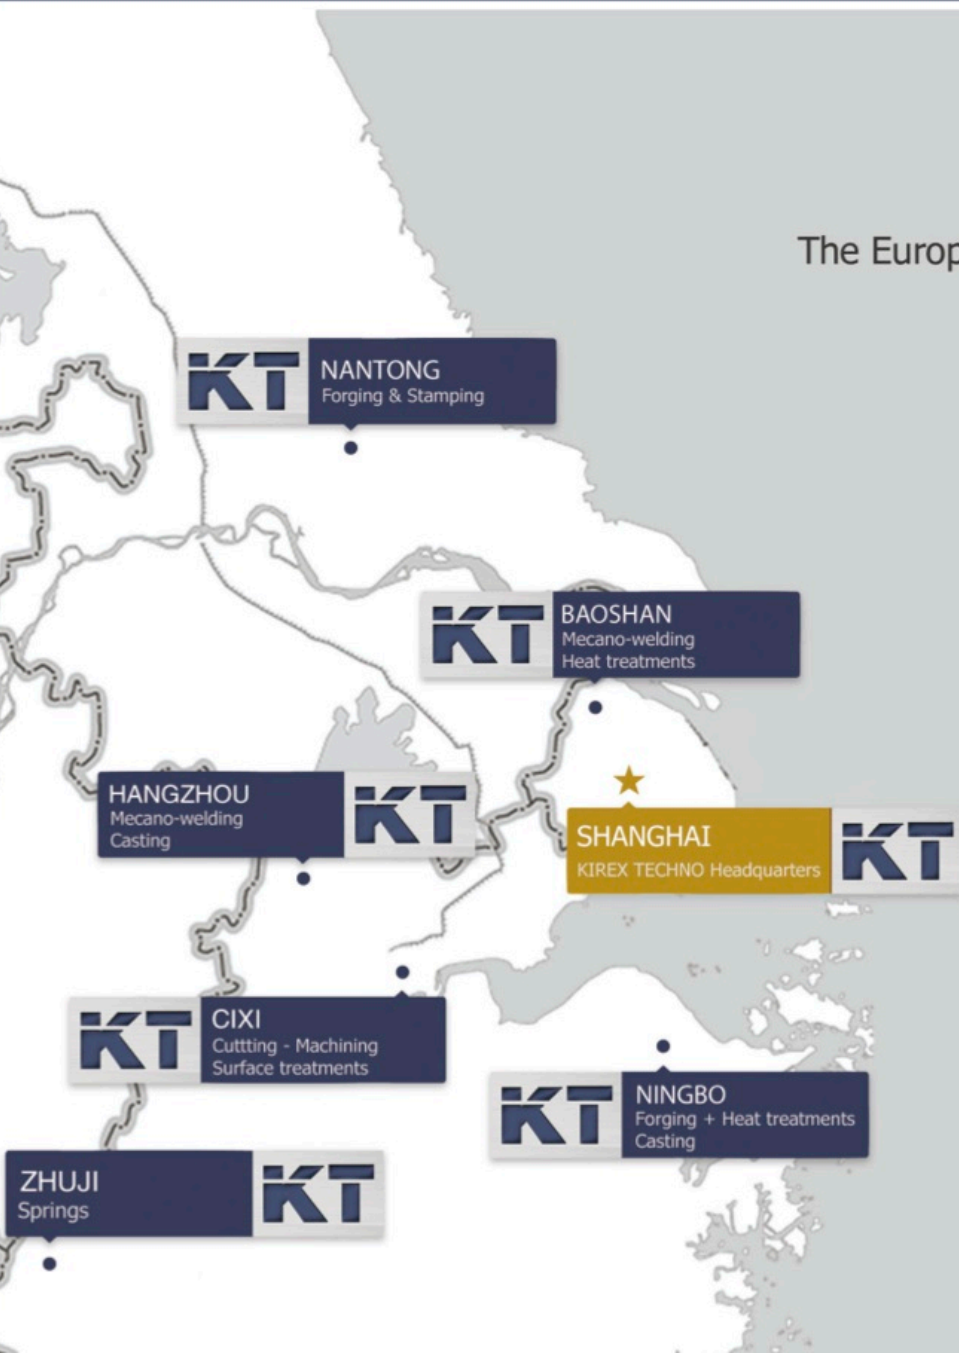 The Europ
KT
NANTONG
Forging & Stamping
KT
BAOSHAN
Mecano-welding
Heat treatments
HANGZHOU
Mecano-welding
Casting
KT
SHANGHAI
KIREX TECHNO Headquarters
KT
KT
CIXI
Cuttting - Machining
Surface treatments
KT
NINGBO
Forging + Heat treatments
Casting
ZHUJI
Springs
KT